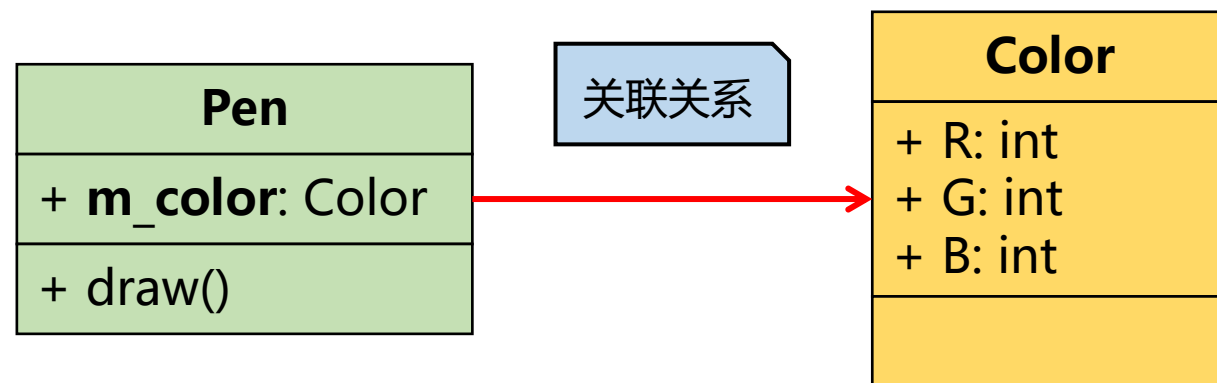 Pen
+ m_color: Color
+ draw()
关联关系
Color
+ R: int
+ G: int
+ B: int